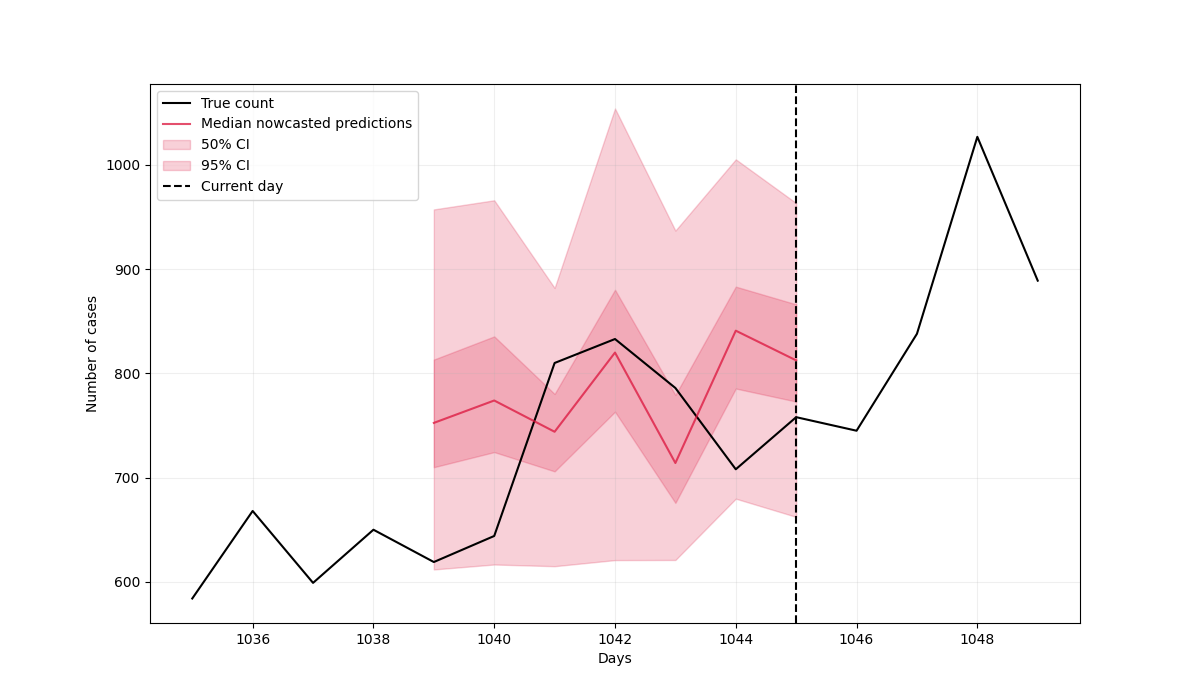 True count
Median nowcasted predictions
50% CI
95% CI
Current day
Number of cases
1000
900
800
700
600
1036 1038 1040 1042 1044 1046 1048
Days